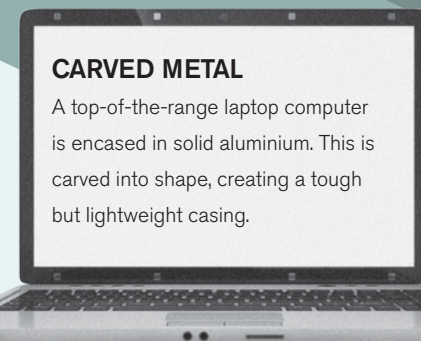 CARVED METAL
A top-of-the-range laptop computer
is encased in solid aluminium. This is
carved into shape, creating a tough
but lightweight casing.